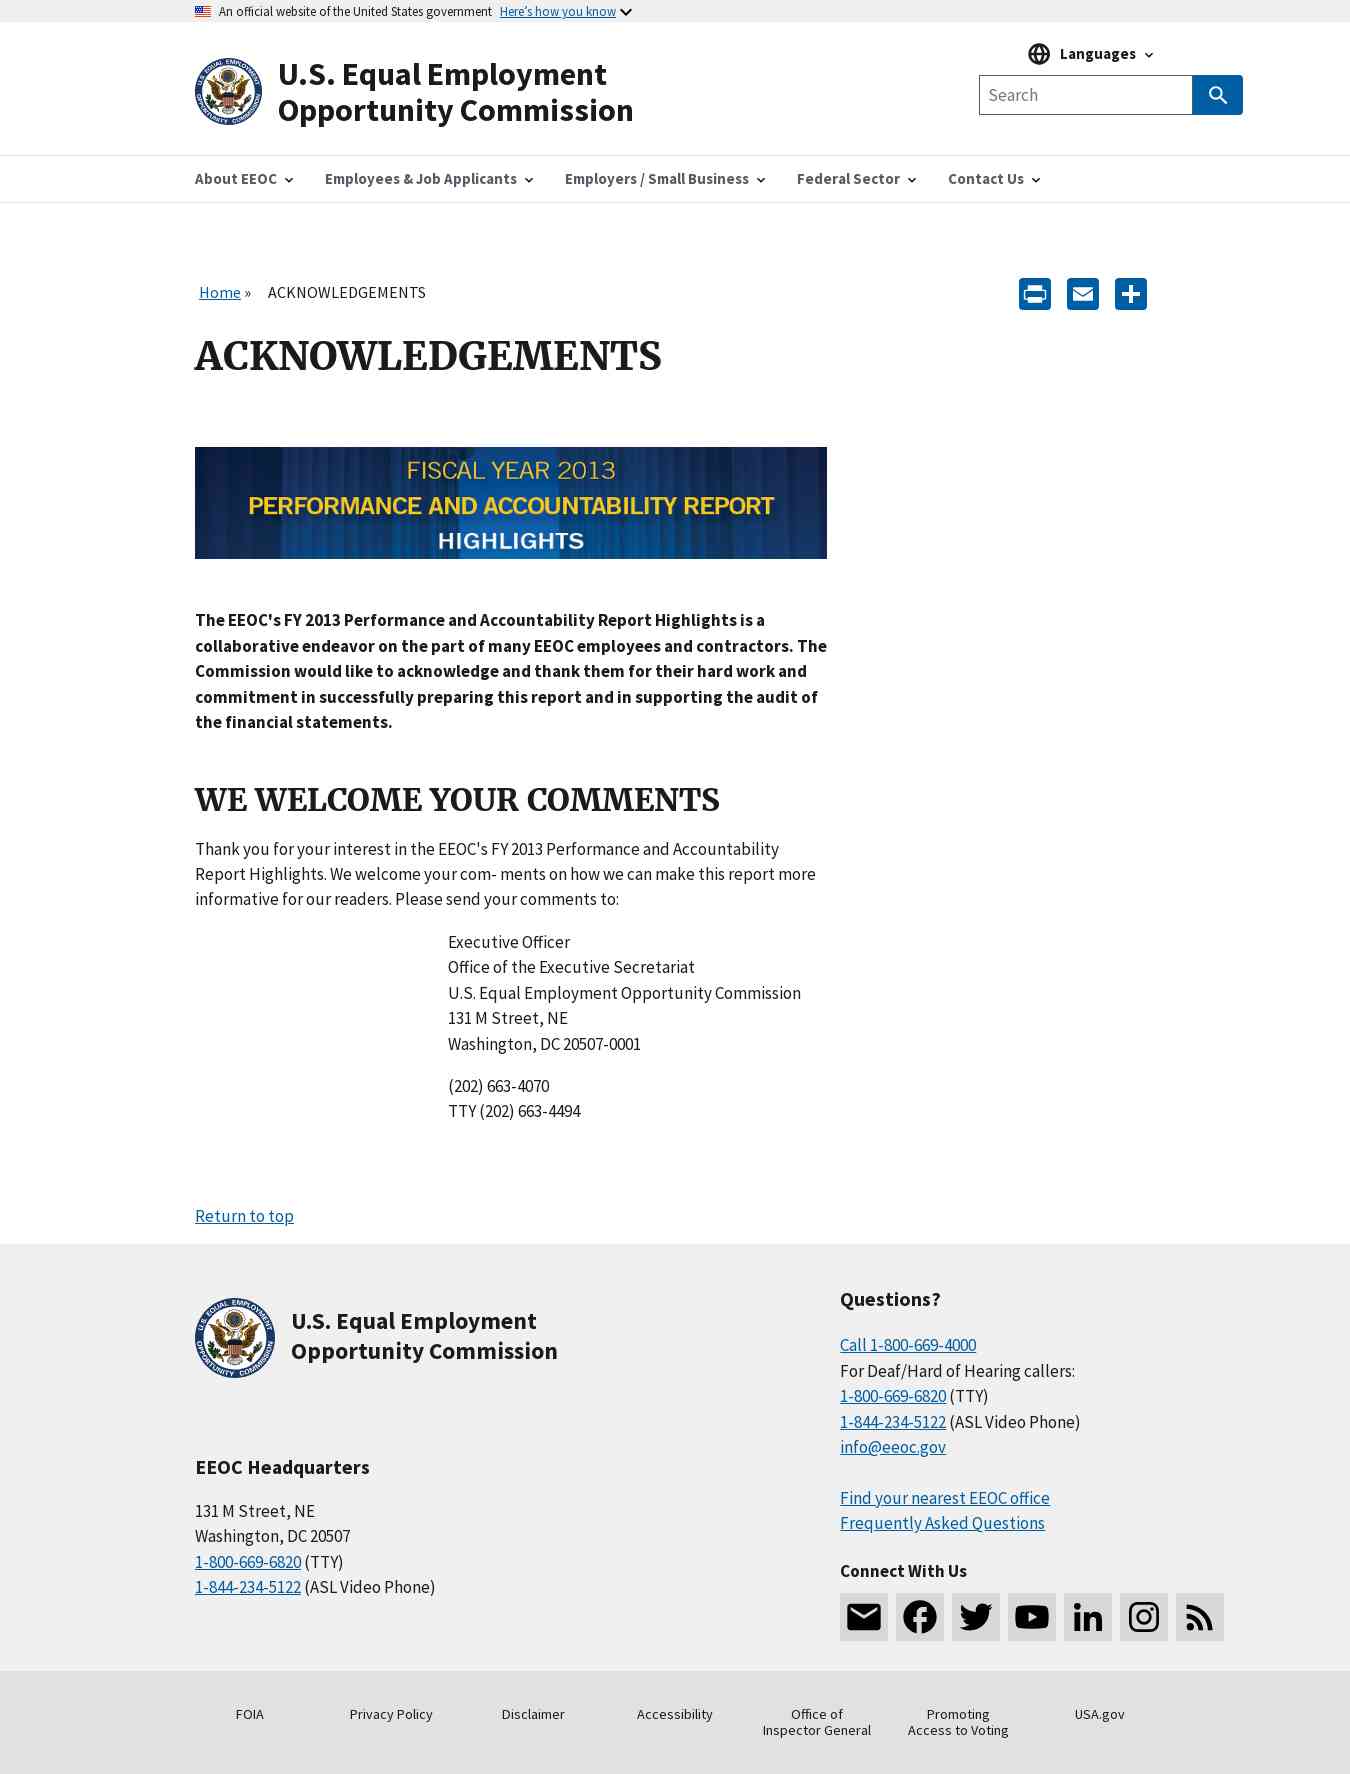 An official website of the United States government Here’s how you know
U.S. Equal Employment
Opportunity Commission
Languages
Search
About EEOC
Employees & Job Applicants
Employers / Small Business
Federal Sector
Contact Us
Home » ACKNOWLEDGEMENTS
ACKNOWLEDGEMENTS
FISCAL YEAR 2013
PERFORMANCE AND ACCOUNTABILITY REPORT
HIGHLIGHTS
The EEOC's FY 2013 Performance and Accountability Report Highlights is a
collaborative endeavor on the part of many EEOC employees and contractors. The
Commission would like to acknowledge and thank them for their hard work and
commitment in successfully preparing this report and in supporting the audit of
the financial statements.
WE WELCOME YOUR COMMENTS
Thank you for your interest in the EEOC's FY 2013 Performance and Accountability
Report Highlights. We welcome your com- ments on how we can make this report more
informative for our readers. Please send your comments to:
Executive Officer
Office of the Executive Secretariat
U.S. Equal Employment Opportunity Commission
131 M Street, NE
Washington, DC 20507-0001
(202) 663-4070
TTY (202) 663-4494
Return to top
U.S. EQUAL EMPLOYMENT OPPORTUNITY COMMISSION
U.S. Equal Employment
Opportunity Commission
EEOC Headquarters
131 M Street, NE
Washington, DC 20507
1-800-669-6820 (TTY)
1-844-234-5122 (ASL Video Phone)
Questions?
Call 1-800-669-4000
For Deaf/Hard of Hearing callers:
1-800-669-6820 (TTY)
1-844-234-5122 (ASL Video Phone)
info@eeoc.gov
Find your nearest EEOC office
Frequently Asked Questions
Connect With Us
FOIA
Privacy Policy
Disclaimer
Accessibility
Office of
Inspector General
Promoting
Access to Voting
USA.gov